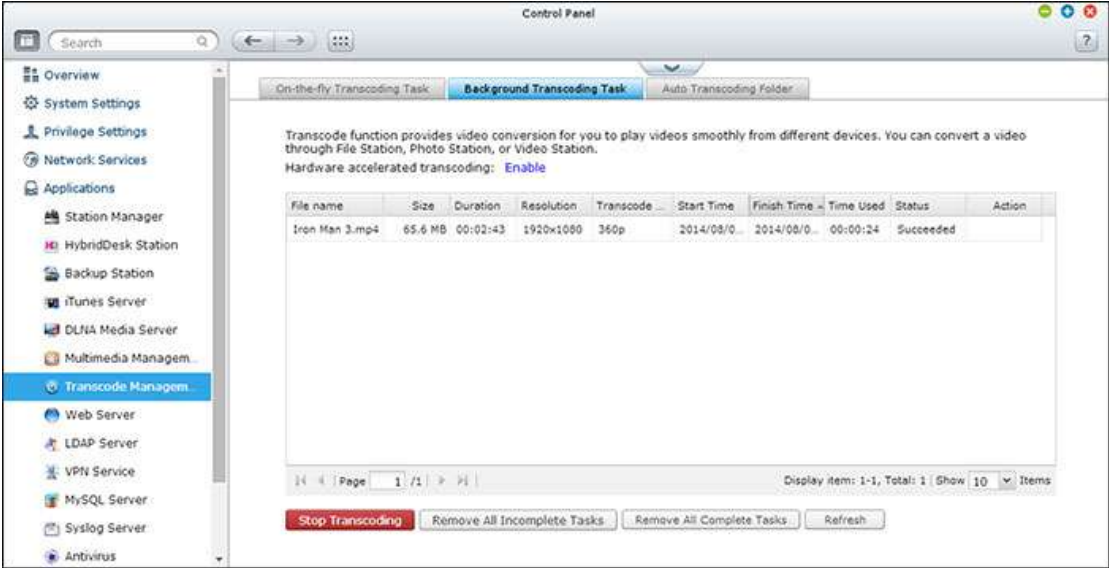 Control Panel
Search
?
Overview
System Settings
Privilege Settings
Network Services
Applications
Station Manager
HybridDesk Station
Backup Station
iTunes Server
DLNA Media Server
Multimedia Managem...
Transcode Managem...
Web Server
LDAP Server
VPN Service
MySQL Server
Syslog Server
Antivirus
On-the-fly Transcoding Task Background Transcoding Task Auto Transcoding Folder
Transcode function provides video conversion for you to play videos smoothly from different devices. You can convert a video
through File Station, Photo Station, or Video Station.
Hardware accelerated transcoding: Enable
File name Size Duration Resolution Transcode ... Start Time Finish Time Time Used Status Action
Iron Man 3.mp4 65.6 MB 00:02:43 1920x1080 360p 2014/08/0... 2014/08/0... 00:00:24 Succeeded
Page 1 /1 Display item: 1-1, Total: 1 Show 10 Items
Stop Transcoding Remove All Incomplete Tasks Remove All Complete Tasks Refresh